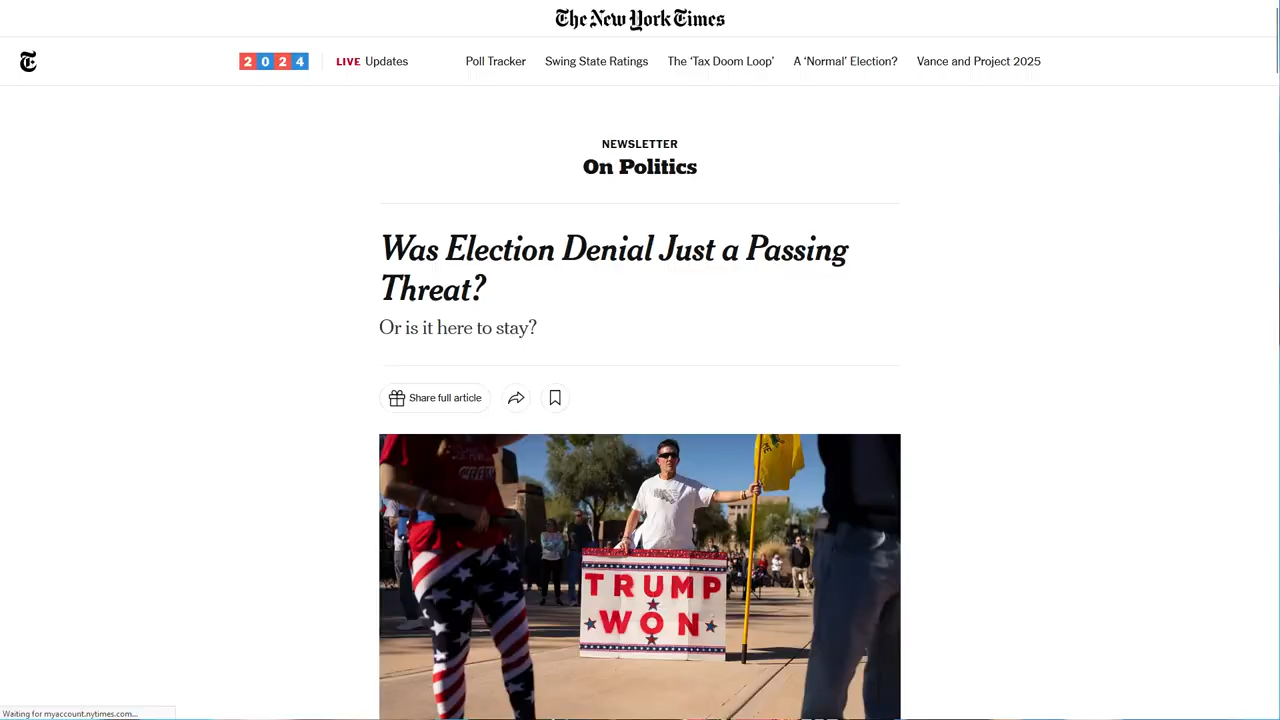 The New York Times
2024 LIVE Updates Poll Tracker Swing State Ratings The ‘Tax Doom Loop’ A ‘Normal’ Election? Vance and Project 2025
NEWSLETTER
On Politics
Was Election Denial Just a Passing
Threat?
Or is it here to stay?
Share full article
TRUMP
WON
Waiting for myaccount.nytimes.com...